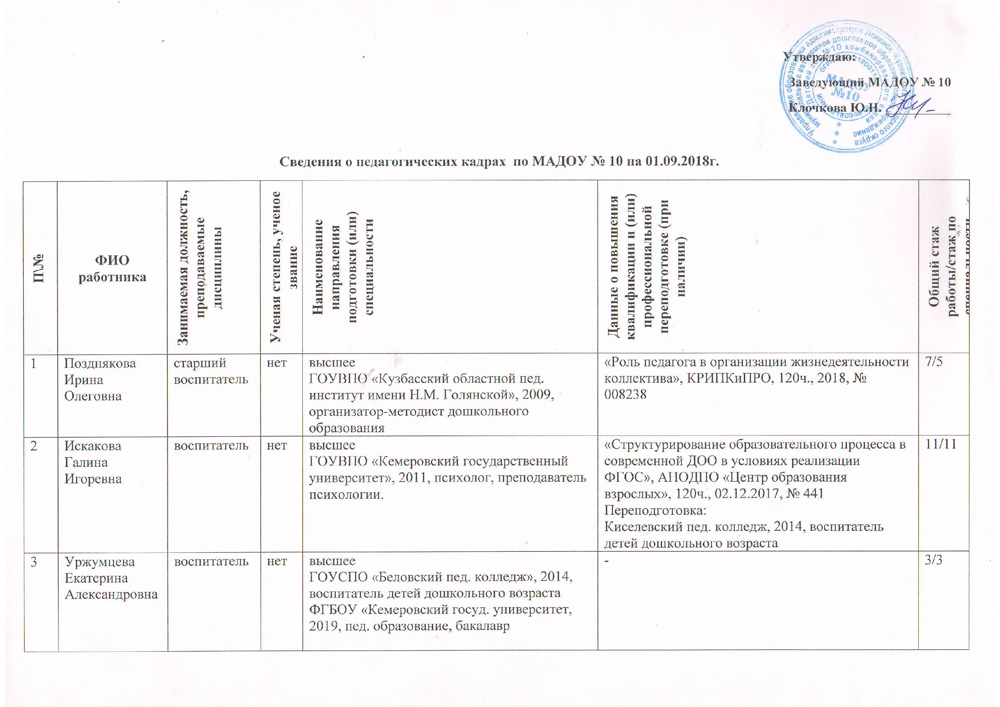 Утверждаю:
Заведующий МАДОУ № 10
Клочкова Ю.Н.
Управление образования администрации Ленинск-Кузнецкого городского округа
муниципальное автономное дошкольное образовательное учреждение
Детский сад №10 комбинированного вида»
МАДОУ
№10
Сведения о педагогических кадрах по МАДОУ № 10 на 01.09.2018г.
П\№
ФИО
работника
Занимаемая должность,
преподаваемые
дисциплины
Ученая степень, ученое
звание
Наименование
направления
подготовки (или)
специальности
Данные о повышения
квалификации и (или)
профессиональной
переподготовке (при
наличии)
Общий стаж
работы/стаж по
специальности
1
Позднякова
Ирина
Олеговна
старший
воспитатель
нет
высшее
ГОУВПО «Кузбасский областной пед.
институт имени Н.М. Голянской», 2009,
организатор-методист дошкольного
образования
«Роль педагога в организации жизнедеятельности
коллектива», КРИПКиПРО, 120ч., 2018, №
008238
7/5
2
Искакова
Галина
Игоревна
воспитатель
нет
высшее
ГОУВПО «Кемеровский государственный
университет», 2011, психолог, преподаватель
психологии.
«Структурирование образовательного процесса в
современной ДОО в условиях реализации
ФГОС», АНОДПО «Центр образования
взрослых», 120ч., 02.12.2017, № 441
Переподготовка:
Киселевский пед. колледж, 2014, воспитатель
детей дошкольного возраста
11/11
3
Уржумцева
Екатерина
Александровна
воспитатель
нет
высшее
ГОУСПО «Беловский пед. колледж», 2014,
воспитатель детей дошкольного возраста
ФГБОУ «Кемеровский госуд. университет,
2019, пед. образование, бакалавр
-
3/3